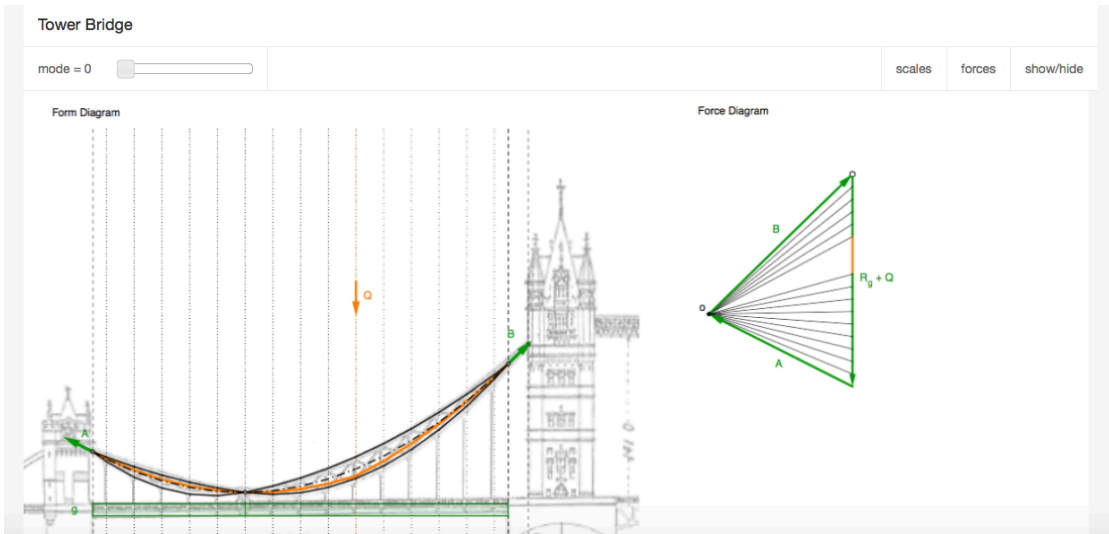 Tower Bridge
mode = 0
scales
forces
show/hide
Form Diagram
Force Diagram
Q
B
A
g
B
o
Rg + Q
A